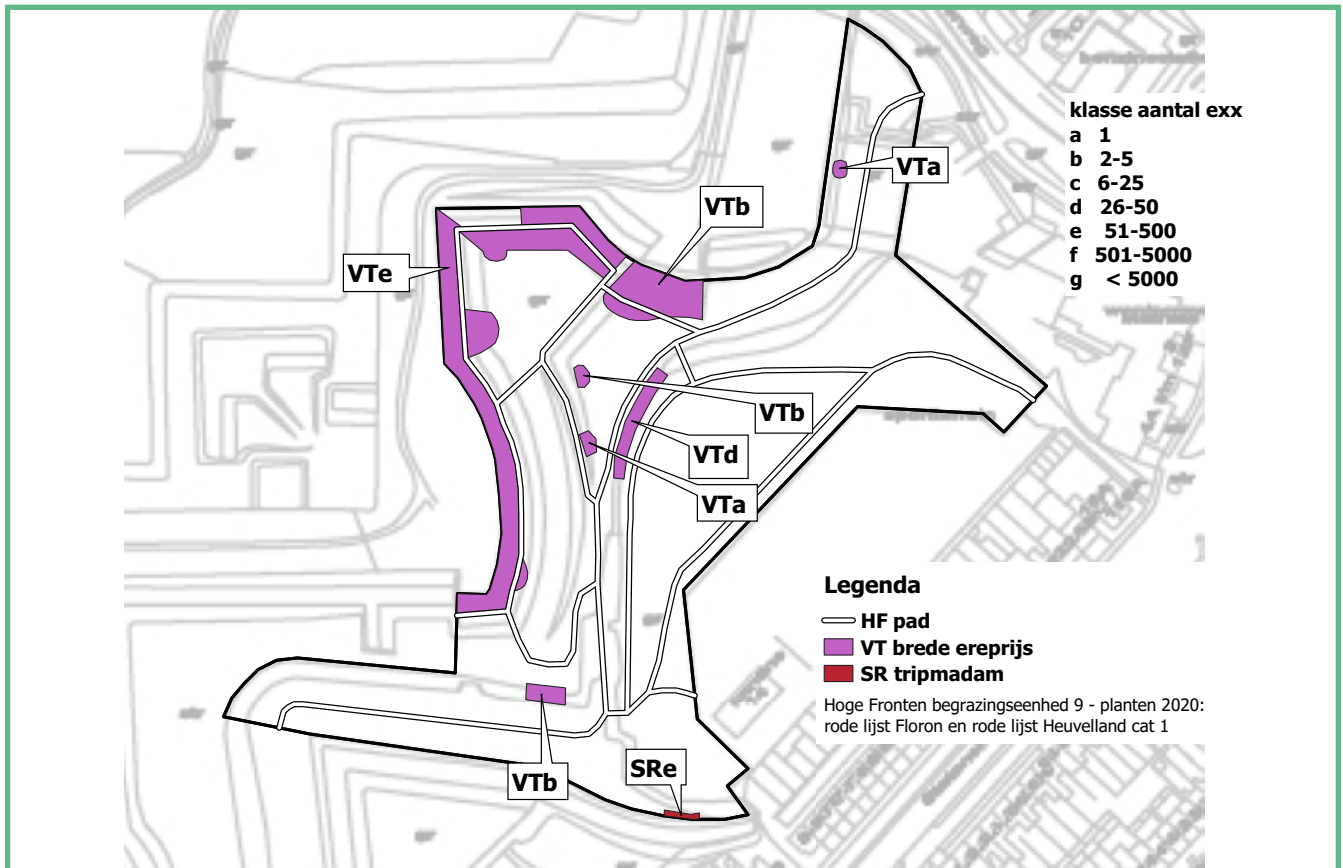 klasse aantal exx
a 1
b 2-5
c 6-25
d 26-50
e 51-500
f 501-5000
g < 5000
VTa
VTb
VTe
VTb
VTd
VTa
VTb
SRe
Legenda
HF pad
VT brede ereprijs
SR tripmadam
Hoge Fronten begrazingseenhed 9 - planten 2020:
rode lijst Floron en rode lijst Heuvelland cat 1